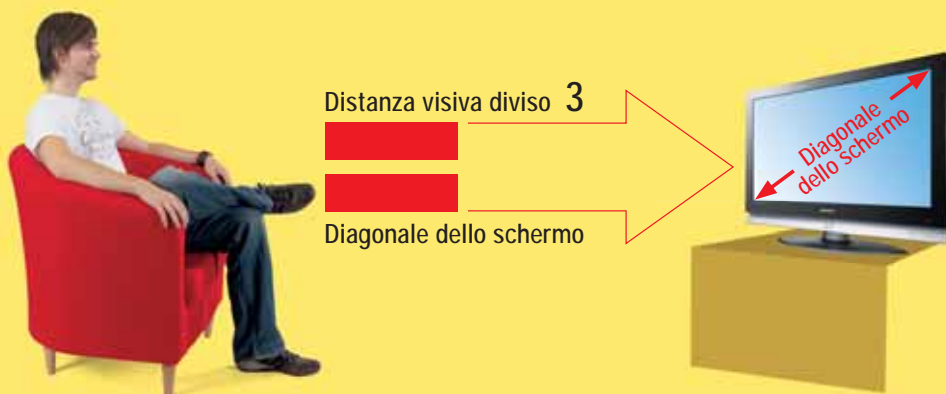 Distanza visiva diviso 3
Diagonale dello schermo
Diagonale
dello schermo